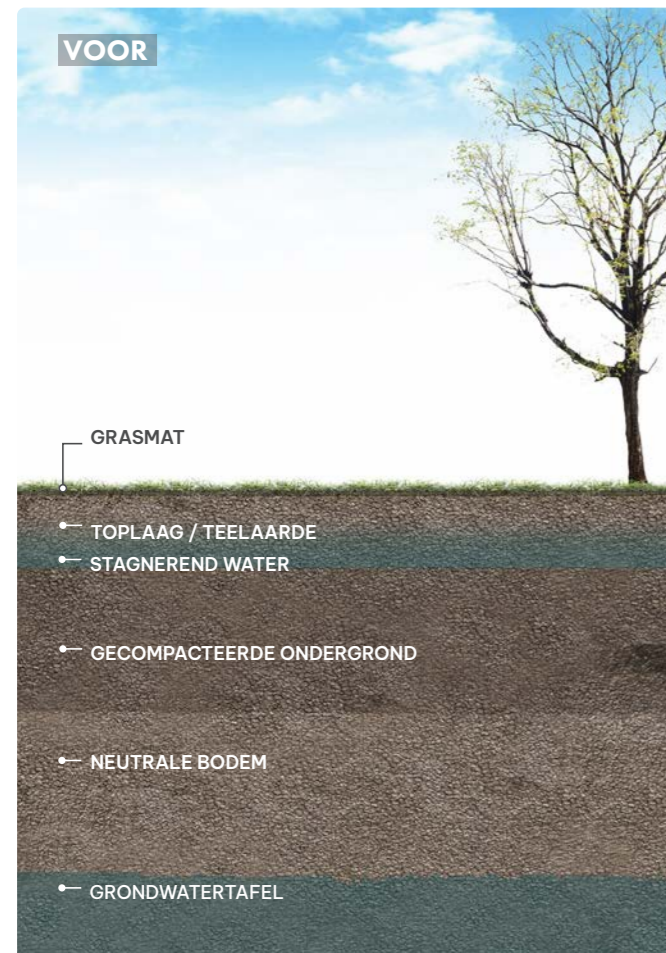 VOOR
GRASMAT
TOPLAAG / TEELAARDE
STAGNEREND WATER
GECOMPACTEERDE ONDERGROND
NEUTRALE BODEM
GRONDWATERTAFEL